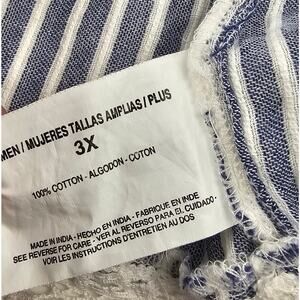 MEN / MUJERES TALLAS AMPLIAS / PLUS
3X
100% COTTON - ALGODON - COTON
MADE IN INDIA - HECHO EN INDIA - FABRIQUE EN INDE
SEE REVERSE FOR CARE - VER AL REVERSO PARA EL CUIDADO -
VOIR LES INSTRUCTIONS D'ENTRETIEN AU DOS